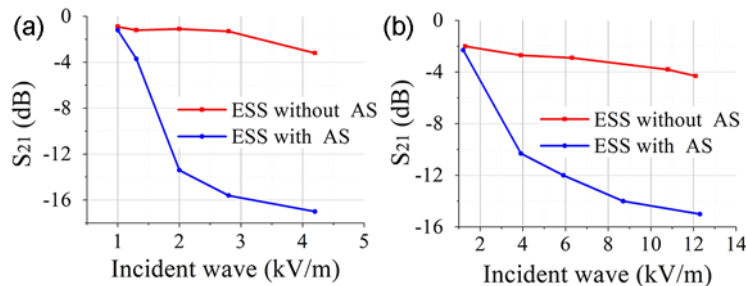 (a)
0
-4
-8
-12
-16
S21 (dB)
ESS without AS
ESS with AS
1
2
3
4
5
Incident wave (kV/m)
(b)
0
-4
-8
-12
-16
S21 (dB)
ESS without AS
ESS with AS
2
4
6
8
10
12
14
Incident wave (kV/m)